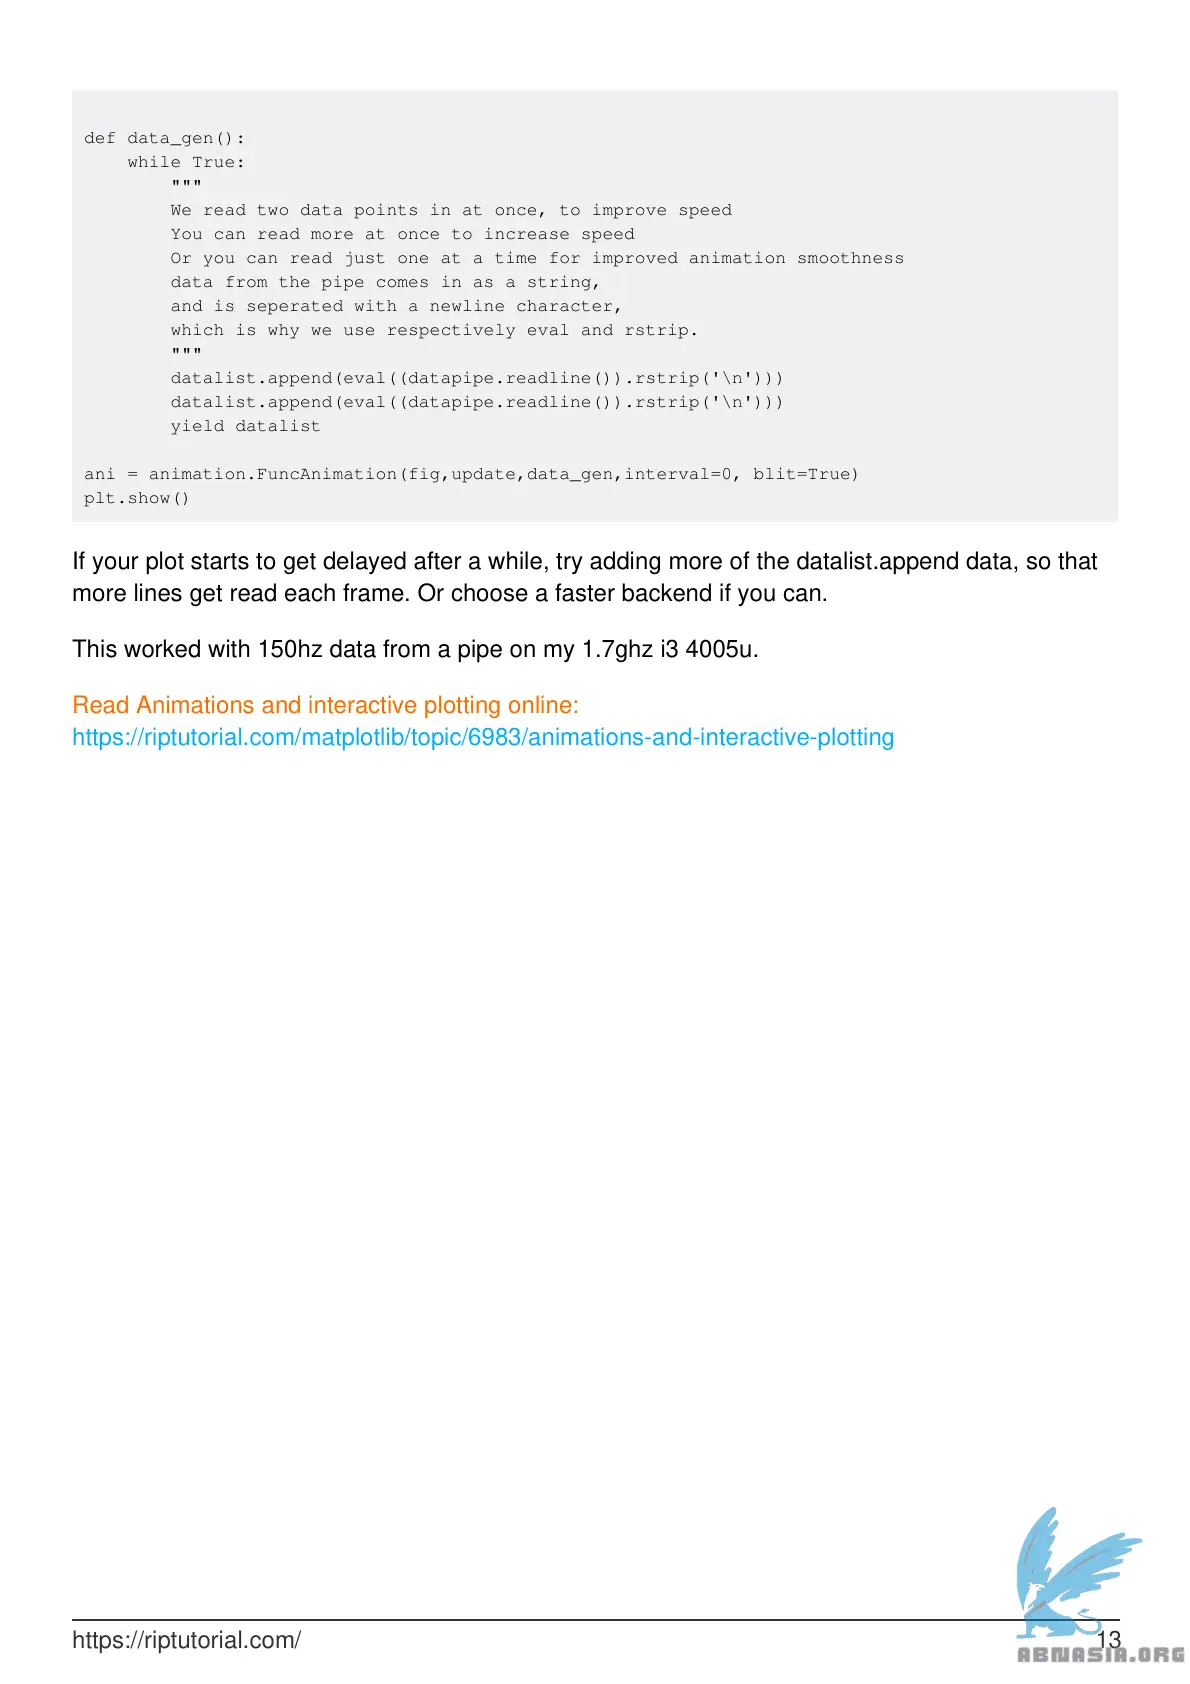 def data_gen():
    while True:
        """
        We read two data points in at once, to improve speed
        You can read more at once to increase speed
        Or you can read just one at a time for improved animation smoothness
        data from the pipe comes in as a string,
        and is seperated with a newline character,
        which is why we use respectively eval and rstrip.
        """
        datalist.append(eval((datapipe.readline()).rstrip('\n')))
        datalist.append(eval((datapipe.readline()).rstrip('\n')))
        yield datalist

ani = animation.FuncAnimation(fig,update,data_gen,interval=0, blit=True)
plt.show()
If your plot starts to get delayed after a while, try adding more of the datalist.append data, so that
more lines get read each frame. Or choose a faster backend if you can.
This worked with 150hz data from a pipe on my 1.7ghz i3 4005u.
Read Animations and interactive plotting online:
https://riptutorial.com/matplotlib/topic/6983/animations-and-interactive-plotting
https://riptutorial.com/
13
ABNASIA.ORG